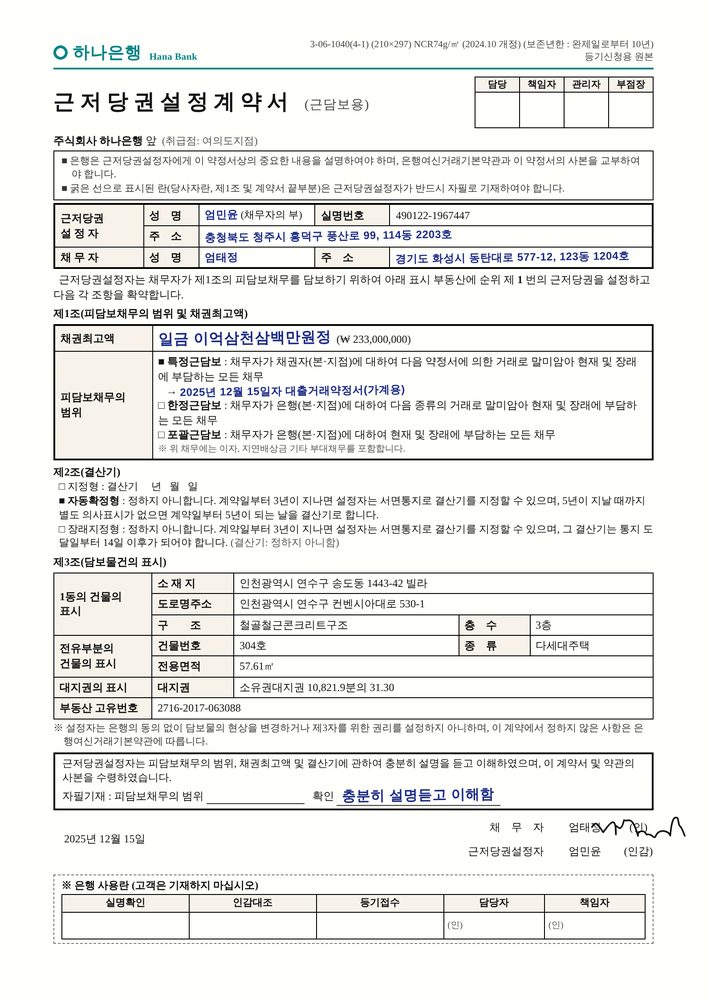 하나은행 Hana Bank
3-06-1040(4-1) (210×297) NCR74g/㎡ (2024.10 개정) (보존년한 : 완제일로부터 10년)
등기신청용 원본
근저당권설정계약서 (근담보용)
담당 책임자 관리자 부점장
주식회사 하나은행 앞 (취급점: 여의도지점)
■ 은행은 근저당권설정자에게 이 약정서상의 중요한 내용을 설명하여야 하며, 은행여신거래기본약관과 이 약정서의 사본을 교부하여
야 합니다.
■ 굵은 선으로 표시된 란(당사자란, 제1조 및 계약서 끝부분)은 근저당권설정자가 반드시 자필로 기재하여야 합니다.
근저당권
설 정 자
성 명 엄민윤 (채무자의 부) 실명번호 490122-1967447
주 소 충청북도 청주시 흥덕구 풍산로 99, 114동 2203호
채 무 자 성 명 엄태정 주 소 경기도 화성시 동탄대로 577-12, 123동 1204호
근저당권설정자는 채무자가 제1조의 피담보채무를 담보하기 위하여 아래 표시 부동산에 순위 제 1 번의 근저당권을 설정하고
다음 각 조항을 확약합니다.
제1조(피담보채무의 범위 및 채권최고액)
채권최고액 일금 이억삼천삼백만원정 (₩ 233,000,000)
피담보채무의
범위
■ 특정근담보 : 채무자가 채권자(본·지점)에 대하여 다음 약정서에 의한 거래로 말미암아 현재 및 장래
에 부담하는 모든 채무
→ 2025년 12월 15일자 대출거래약정서(가계용)
□ 한정근담보 : 채무자가 은행(본·지점)에 대하여 다음 종류의 거래로 말미암아 현재 및 장래에 부담하
는 모든 채무
□ 포괄근담보 : 채무자가 은행(본·지점)에 대하여 현재 및 장래에 부담하는 모든 채무
※ 위 채무에는 이자, 지연배상금 기타 부대채무를 포함합니다.
제2조(결산기)
□ 지정형 : 결산기 년 월 일
■ 자동확정형 : 정하지 아니합니다. 계약일부터 3년이 지나면 설정자는 서면통지로 결산기를 지정할 수 있으며, 5년이 지날 때까지
별도 의사표시가 없으면 계약일부터 5년이 되는 날을 결산기로 합니다.
□ 장래지정형 : 정하지 아니합니다. 계약일부터 3년이 지나면 설정자는 서면통지로 결산기를 지정할 수 있으며, 그 결산기는 통지 도
달일부터 14일 이후가 되어야 합니다. (결산기: 정하지 아니함)
제3조(담보물건의 표시)
1동의 건물의
표시
소 재 지 인천광역시 연수구 송도동 1443-42 빌라
도로명주소 인천광역시 연수구 컨벤시아대로 530-1
구 조 철골철근콘크리트구조 층 수 3층
전유부분의
건물의 표시
건물번호 304호 종 류 다세대주택
전용면적 57.61㎡
대지권의 표시 대지권 소유권대지권 10,821.9분의 31.30
부동산 고유번호 2716-2017-063088
※ 설정자는 은행의 동의 없이 담보물의 현상을 변경하거나 제3자를 위한 권리를 설정하지 아니하며, 이 계약에서 정하지 않은 사항은 은
행여신거래기본약관에 따릅니다.
근저당권설정자는 피담보채무의 범위, 채권최고액 및 결산기에 관하여 충분히 설명을 듣고 이해하였으며, 이 계약서 및 약관의
사본을 수령하였습니다.
자필기재 : 피담보채무의 범위 확인 충분히 설명듣고 이해함
2025년 12월 15일
채 무 자 엄태정 (인)
근저당권설정자 엄민윤 (인감)
※ 은행 사용란 (고객은 기재하지 마십시오)
실명확인 인감대조 등기접수 담당자 책임자
(인) (인)